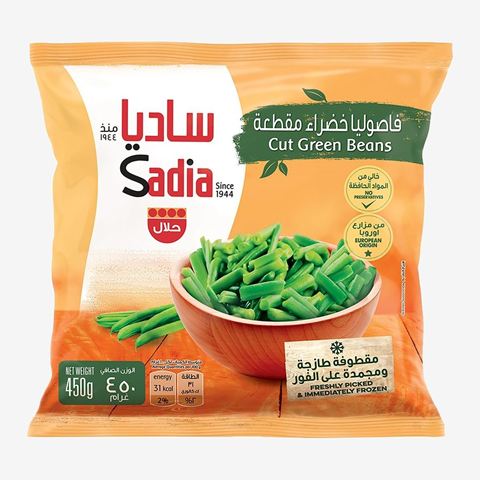 ساديا
منذ
١٩٤٤
Sadia
Since
1944
حلال
فاصوليا خضراء مقطعة
Cut Green Beans
خالي من
المواد الحافظة
NO
PRESERVATIVES
من مزارع
اوروبا
EUROPEAN
ORIGIN
مقطوفة طازجة
ومجمدة على الفور
FRESHLY PICKED
& IMMEDIATELY FROZEN
NET WEIGHT
450g
الوزن الصافي
٤٥٠
غرام
energy
31 kcal
2%
الطاقة
٣١